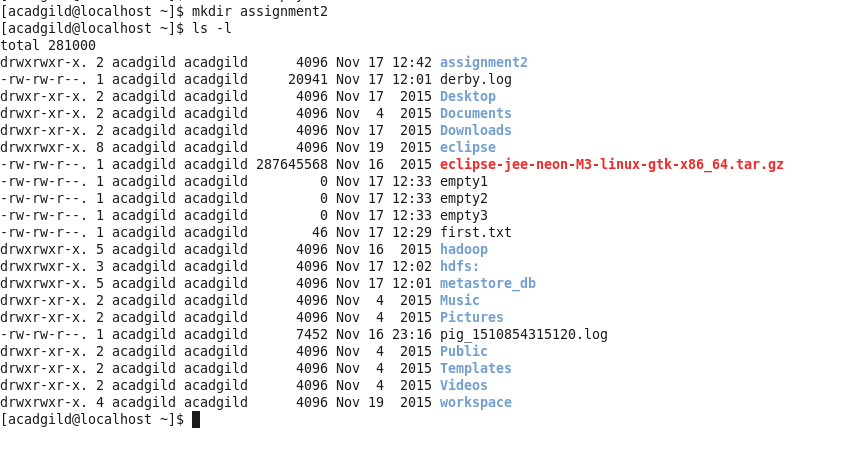 [acadgild@localhost ~]$ mkdir assignment2
[acadgild@localhost ~]$ ls -l
total 281000
drwxrwxr-x. 2 acadgild acadgild      4096 Nov 17 12:42 assignment2
-rw-rw-r--. 1 acadgild acadgild     20941 Nov 17 12:01 derby.log
drwxr-xr-x. 2 acadgild acadgild      4096 Nov 17  2015 Desktop
drwxr-xr-x. 2 acadgild acadgild      4096 Nov  4  2015 Documents
drwxr-xr-x. 2 acadgild acadgild      4096 Nov 17  2015 Downloads
drwxrwxr-x. 8 acadgild acadgild      4096 Nov 19  2015 eclipse
-rw-rw-r--. 1 acadgild acadgild 287645568 Nov 16  2015 eclipse-jee-neon-M3-linux-gtk-x86_64.tar.gz
-rw-rw-r--. 1 acadgild acadgild         0 Nov 17 12:33 empty1
-rw-rw-r--. 1 acadgild acadgild         0 Nov 17 12:33 empty2
-rw-rw-r--. 1 acadgild acadgild         0 Nov 17 12:33 empty3
-rw-rw-r--. 1 acadgild acadgild        46 Nov 17 12:29 first.txt
drwxrwxr-x. 5 acadgild acadgild      4096 Nov 16  2015 hadoop
drwxrwxr-x. 3 acadgild acadgild      4096 Nov 17 12:02 hdfs:
drwxrwxr-x. 5 acadgild acadgild      4096 Nov 17 12:01 metastore_db
drwxr-xr-x. 2 acadgild acadgild      4096 Nov  4  2015 Music
drwxr-xr-x. 2 acadgild acadgild      4096 Nov  4  2015 Pictures
-rw-rw-r--. 1 acadgild acadgild      7452 Nov 16 23:16 pig_1510854315120.log
drwxr-xr-x. 2 acadgild acadgild      4096 Nov  4  2015 Public
drwxr-xr-x. 2 acadgild acadgild      4096 Nov  4  2015 Templates
drwxr-xr-x. 2 acadgild acadgild      4096 Nov  4  2015 Videos
drwxrwxr-x. 4 acadgild acadgild      4096 Nov 19  2015 workspace
[acadgild@localhost ~]$